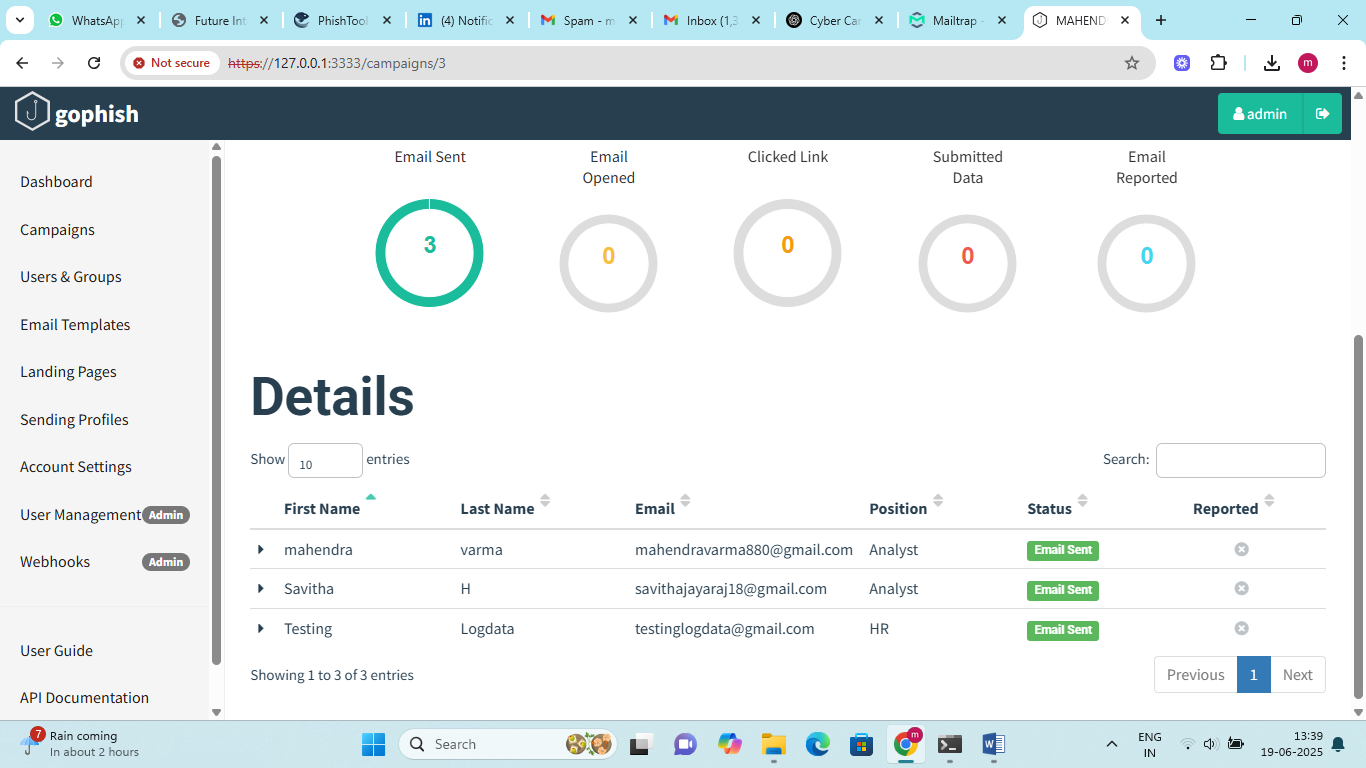 WhatsAp
Future Int
PhishTool
(4) Notific
Spam - m
Inbox (1,3
Cyber Car
Mailtrap -
MAHEND
Not secure
https://127.0.0.1:3333/campaigns/3
m
gophish
admin
Dashboard
Campaigns
Users & Groups
Email Templates
Landing Pages
Sending Profiles
Account Settings
User Management Admin
Webhooks Admin
User Guide
API Documentation
Email Sent
Email
Opened
Clicked Link
Submitted
Data
Email
Reported
3
0
0
0
0
Details
Show 10 entries
Search:
First Name Last Name Email Position Status Reported
mahendra varma mahendravarma880@gmail.com Analyst Email Sent
Savitha H savithajayaraj18@gmail.com Analyst Email Sent
Testing Logdata testinglogdata@gmail.com HR Email Sent
Showing 1 to 3 of 3 entries
Previous 1 Next
7
Rain coming
In about 2 hours
Search
m
ENG
IN
13:39
19-06-2025